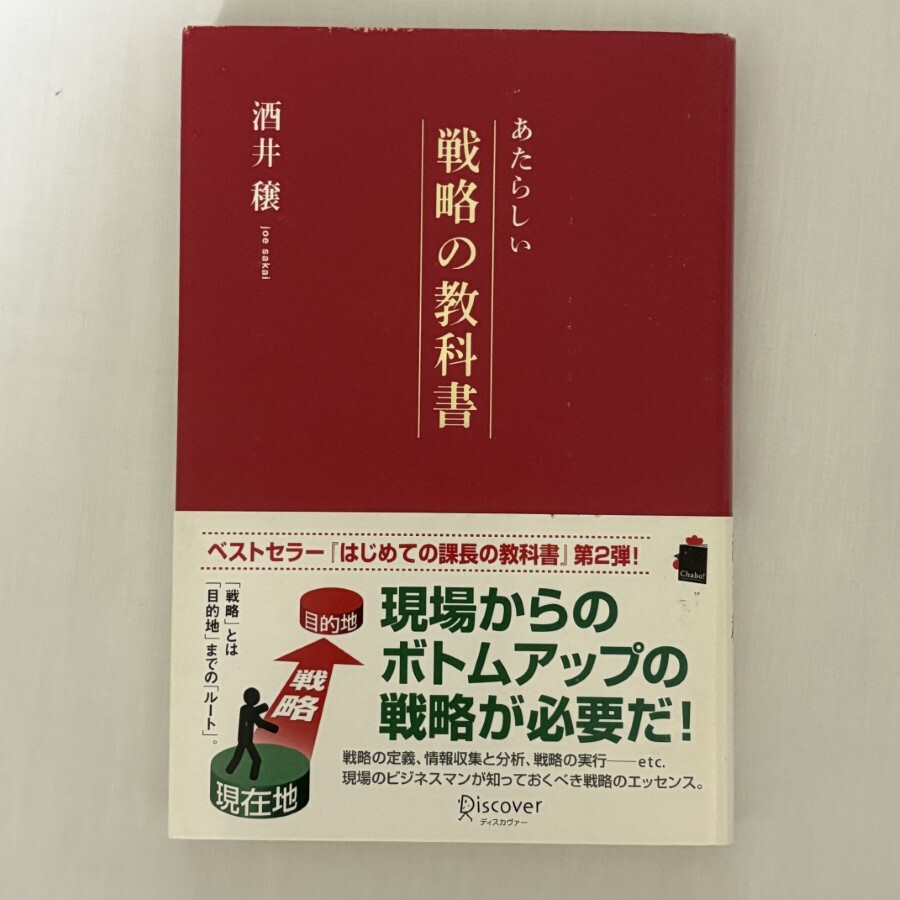 あたらしい
戦略の教科書
酒井 穣
joe sakai
ベストセラー『はじめての課長の教科書』第2弾!
Chabo!
「戦略」とは
「目的地」までの「ルート」。
目的地
戦略
現在地
現場からの
ボトムアップの
戦略が必要だ!
戦略の定義、情報収集と分析、戦略の実行――etc.
現場のビジネスマンが知っておくべき戦略のエッセンス。
Discover
ディスカヴァー